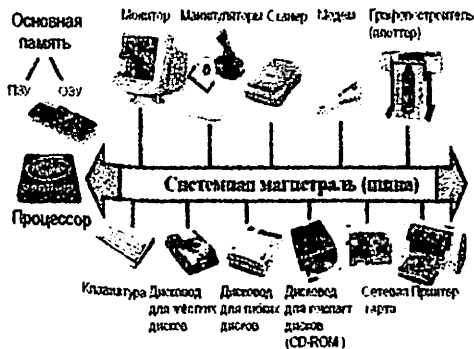 Основная
память
ПЗУ ОЗУ
Процессор
Монитор
Манипуляторы
Сканер
Модем
Графопостроитель
(плоттер)
Системная магистраль (шина)
Клавиатура
Дисковод
для жёстких
дисков
Дисковод
для гибких
дисков
Дисковод
для компакт
дисков
(CD-ROM)
Сетевая
карта
Принтер